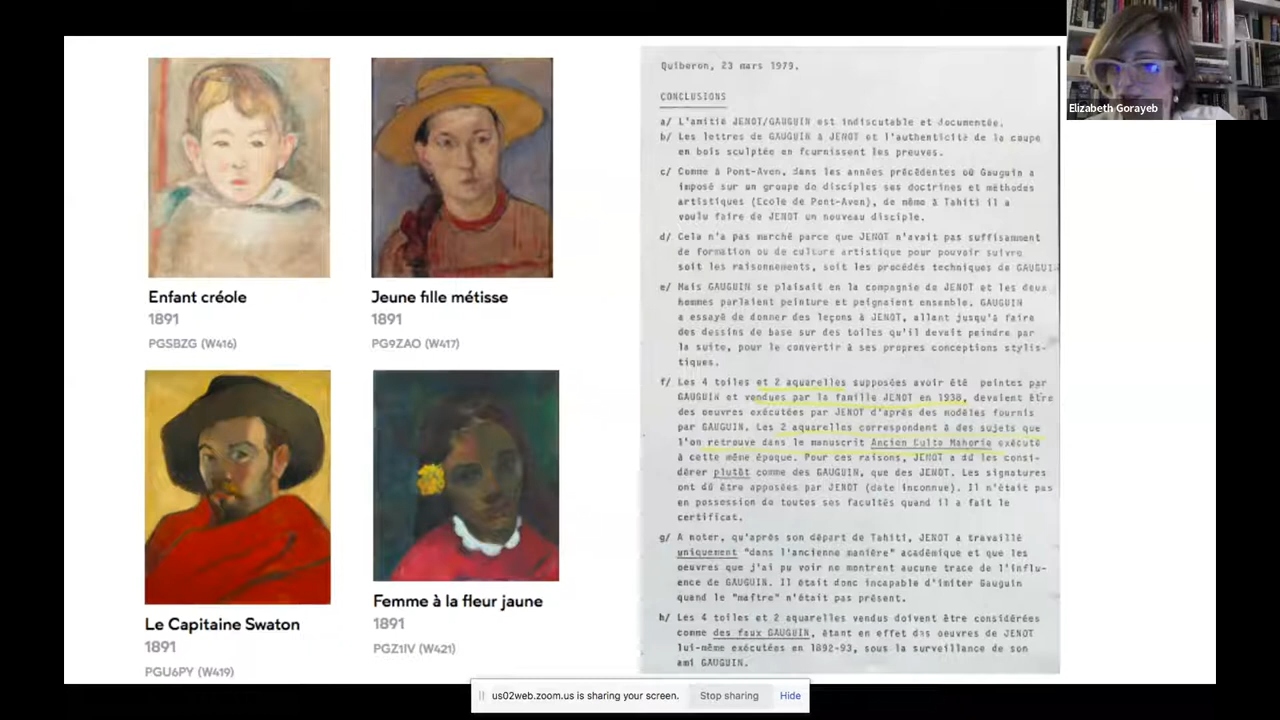 Elizabeth Gorayeb
Enfant créole
1891
PGSBZG (W416)
Jeune fille métisse
1891
PG9ZAO (W417)
Le Capitaine Swaton
1891
PGU6PY (W419)
Femme à la fleur jaune
1891
PGZ1IV (W421)
Quiberon, 23 mars 1979.
CONCLUSIONS
a/ L'amitié JENOT/GAUGUIN est indiscutable et documentée.
b/ Les lettres de GAUGUIN à JENOT et l'authenticité de la coupe
en bois sculptée en fournissent les preuves.
c/ Comme à Pont-Aven, dans les années précédentes où Gauguin a
imposé sur un groupe de disciples ses doctrines et méthodes
artistiques (Ecole de Pont-Aven), de même à Tahiti il a
voulu faire de JENOT un nouveau disciple.
d/ Cela n'a pas marché parce que JENOT n'avait pas suffisamment
de formation ou de culture artistique pour pouvoir suivre
soit les raisonnements, soit les procédés techniques de GAUGUI
e/ Mais GAUGUIN se plaisait en la compagnie de JENOT et les deux
hommes parlaient peinture et peignaient ensemble. GAUGUIN
a essayé de donner des leçons à JENOT, allant jusqu'à faire
des dessins de base sur des toiles qu'il devait peindre par
la suite, pour le convertir à ses propres conceptions stylis-
tiques.
f/ Les 4 toiles et 2 aquarelles supposées avoir été peintes par
GAUGUIN et vendues par la famille JENOT en 1938, devaient être
des oeuvres exécutées par JENOT d'après des modèles fournis
par GAUGUIN. Les 2 aquarelles correspondent à des sujets que
l'on retrouve dans le manuscrit Ancien Culte Mahorie exécuté
à cette même époque. Pour ces raisons, JENOT a dû les consi-
dérer plutôt comme des GAUGUIN, que des JENOT. Les signatures
ont dû être apposées par JENOT (date inconnue). Il n'était pas
en possession de toutes ses facultés quand il a fait le
certificat.
g/ A noter, qu'après son départ de Tahiti, JENOT a travaillé
uniquement "dans l'ancienne manière" académique et que les
oeuvres que j'ai pu voir ne montrent aucune trace de l'influ-
ence de GAUGUIN. Il était donc incapable d'imiter Gauguin
quand le "maître" n'était pas présent.
h/ Les 4 toiles et 2 aquarelles vendus doivent être considérées
comme des faux GAUGUIN, étant en effet des oeuvres de JENOT
lui-même exécutées en 1892-93, sous la surveillance de son
ami GAUGUIN.
us02web.zoom.us is sharing your screen.
Stop sharing
Hide